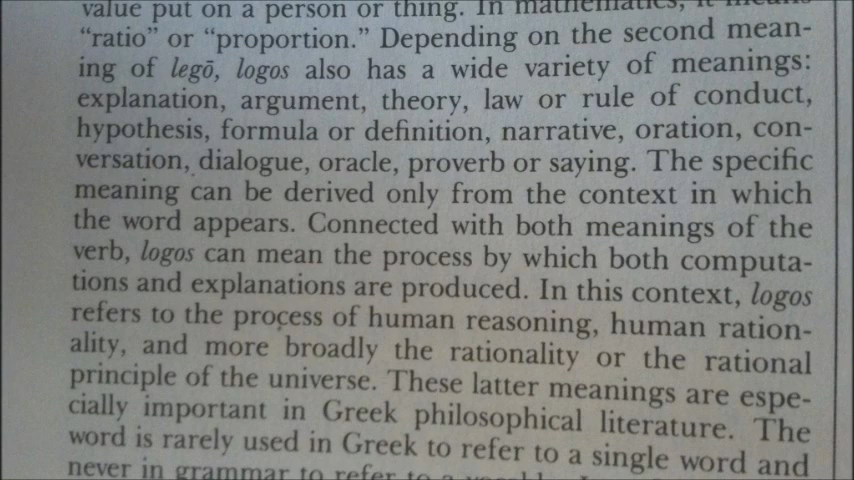 value put on a person or thing. In mathematics, it means
“ratio” or “proportion.” Depending on the second mean-
ing of legō, logos also has a wide variety of meanings:
explanation, argument, theory, law or rule of conduct,
hypothesis, formula or definition, narrative, oration, con-
versation, dialogue, oracle, proverb or saying. The specific
meaning can be derived only from the context in which
the word appears. Connected with both meanings of the
verb, logos can mean the process by which both computa-
tions and explanations are produced. In this context, logos
refers to the process of human reasoning, human ration-
ality, and more broadly the rationality or the rational
principle of the universe. These latter meanings are espe-
cially important in Greek philosophical literature. The
word is rarely used in Greek to refer to a single word and
never in grammar to refer to a